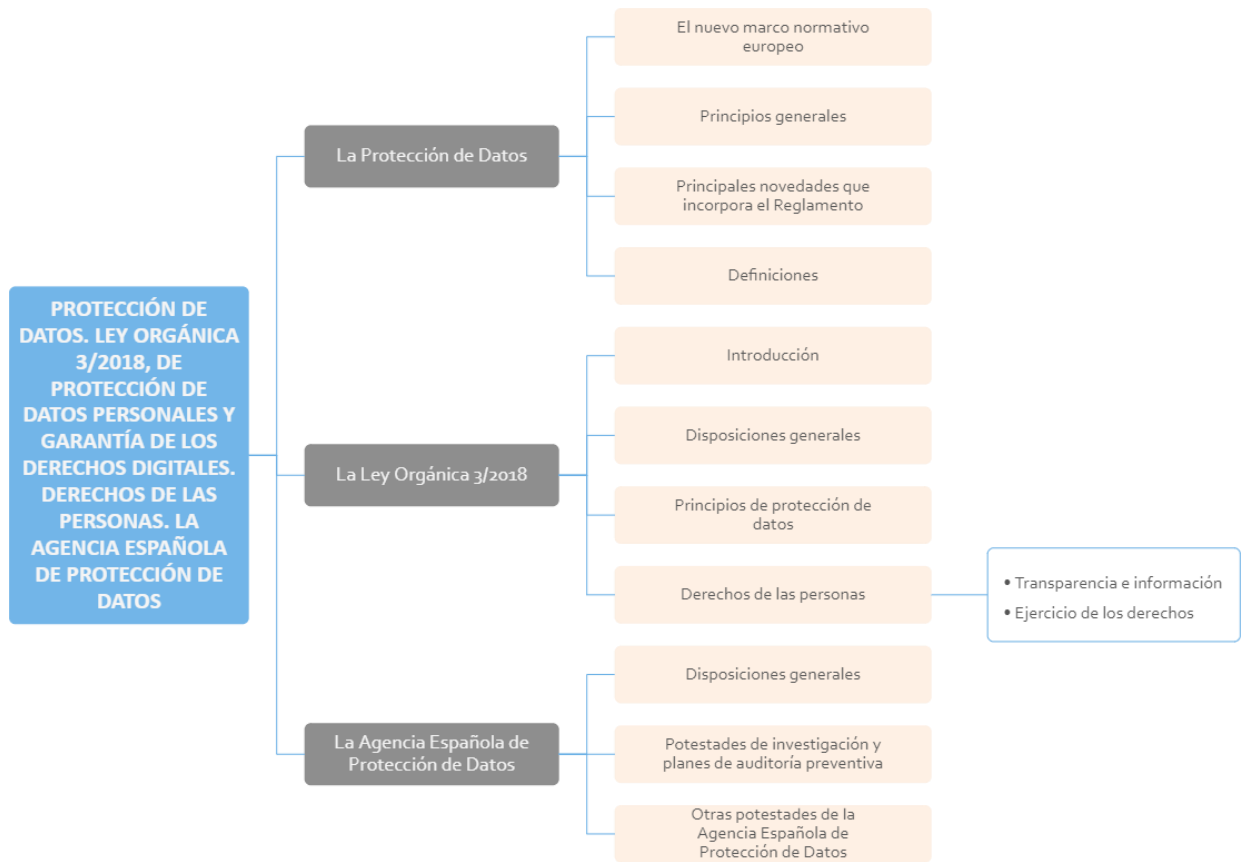 El nuevo marco normativo
europeo
Principios generales
La Protección de Datos
Principales novedades que
incorpora el Reglamento
Definiciones
PROTECCIÓN DE
DATOS. LEY ORGÁNICA
3/2018, DE
PROTECCIÓN DE
DATOS PERSONALES Y
GARANTÍA DE LOS
DERECHOS DIGITALES.
DERECHOS DE LAS
PERSONAS. LA
AGENCIA ESPAÑOLA
DE PROTECCIÓN DE
DATOS
Introducción
Disposiciones generales
La Ley Orgánica 3/2018
Principios de protección de
datos
Derechos de las personas
• Transparencia e información
• Ejercicio de los derechos
Disposiciones generales
La Agencia Española de
Protección de Datos
Potestades de investigación y
planes de auditoría preventiva
Otras potestades de la
Agencia Española de
Protección de Datos